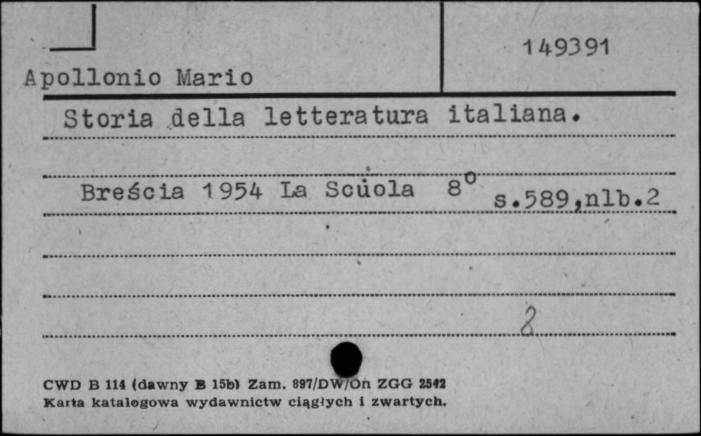 149391
Apollonio Mario
Storia della letteratura italiana.
Breścia 1954 La Scuola 8° s.589,nlb.2
2
CWD B 114 (dawny B 15b) Zam. 897/DW/On ZGG 2542
Karta katalogowa wydawnictw ciągłych i zwartych.